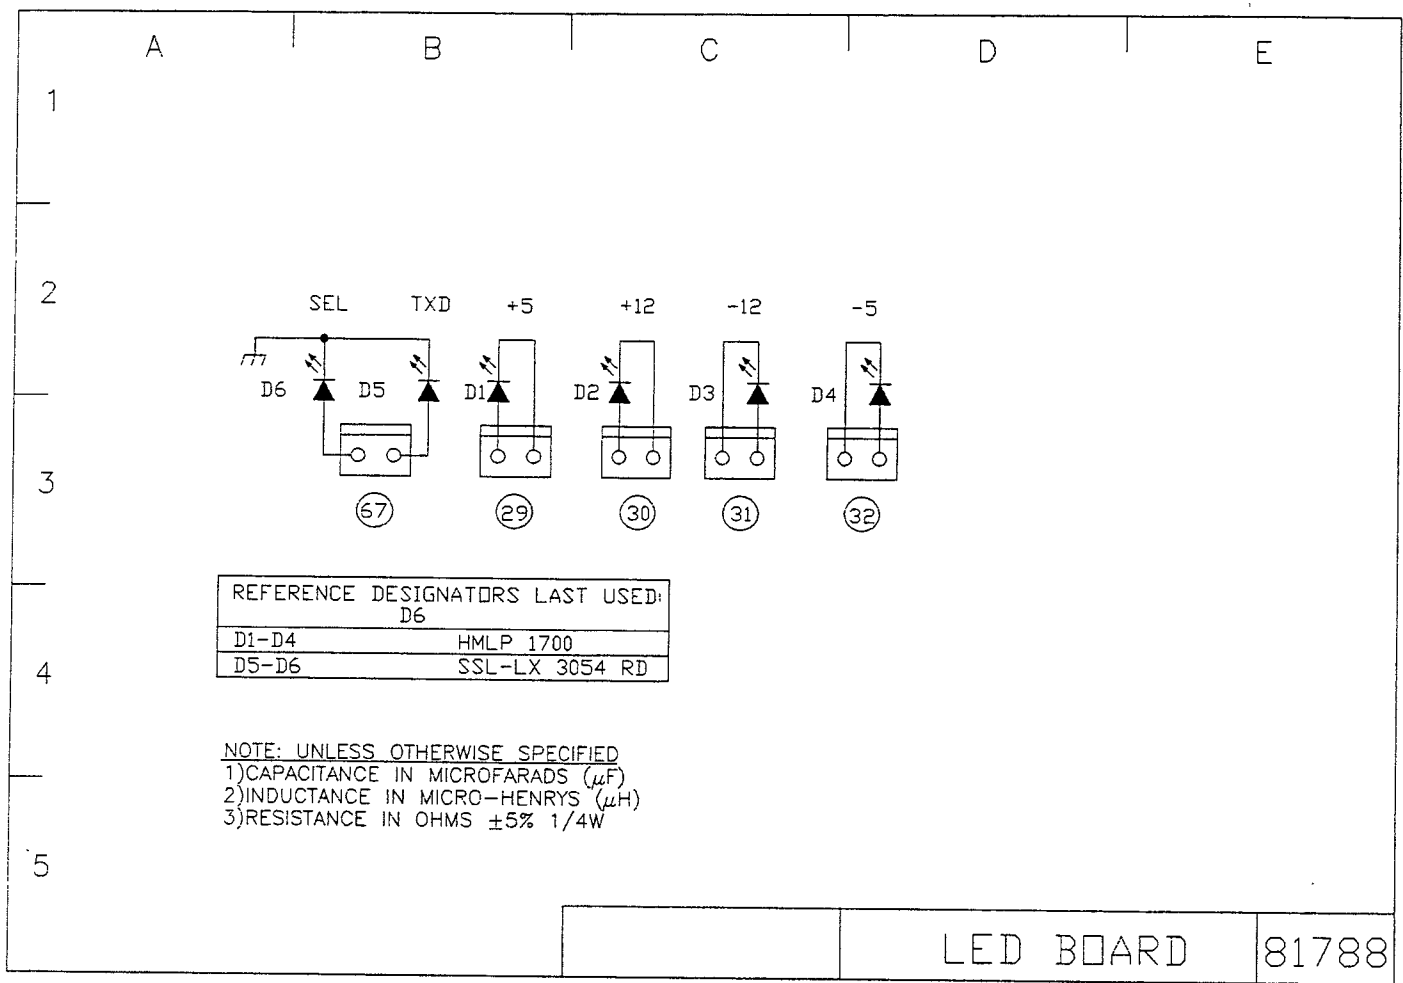 A B C D E
1
2
SEL TXD +5 +12 -12 -5
D6 D5 D1 D2 D3 D4
3
67 29 30 31 32
REFERENCE DESIGNATORS LAST USED:
D6
D1-D4 HMLP 1700
D5-D6 SSL-LX 3054 RD
4
NOTE: UNLESS OTHERWISE SPECIFIED
1)CAPACITANCE IN MICROFARADS (μF)
2)INDUCTANCE IN MICRO-HENRYS (μH)
3)RESISTANCE IN OHMS ±5% 1/4W
5
LED BOARD 81788